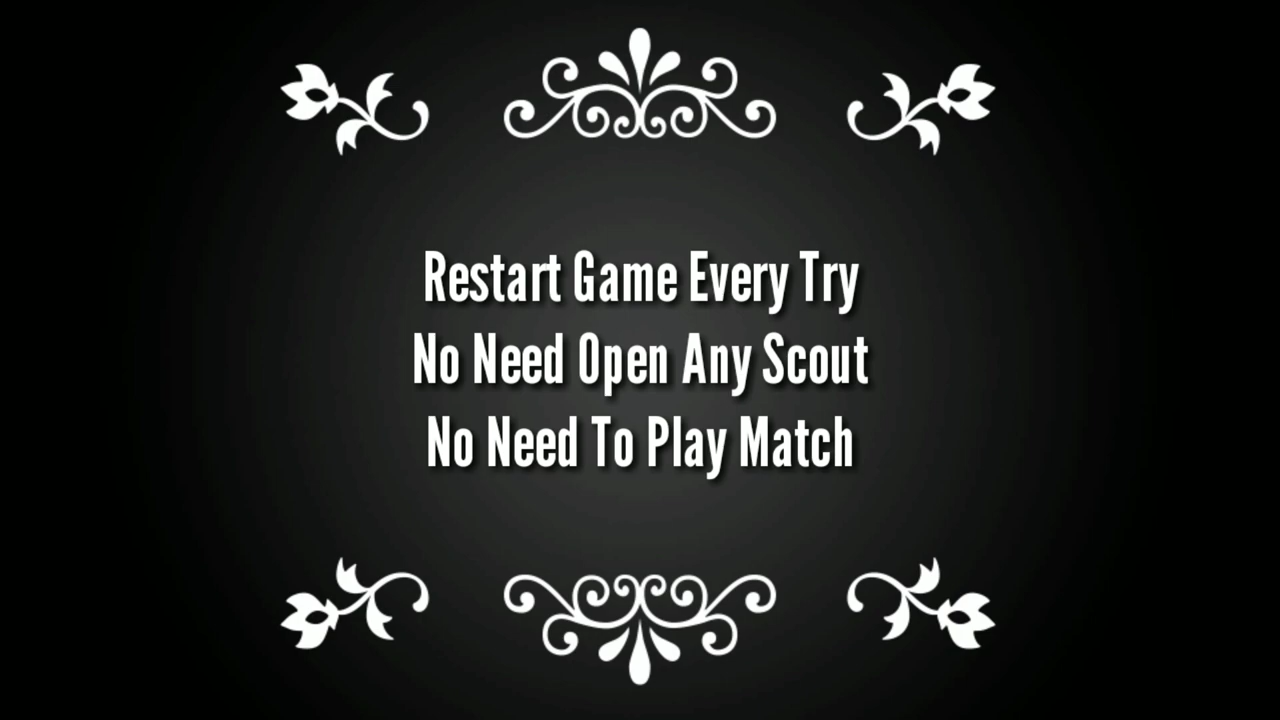 Restart Game Every Try
No Need Open Any Scout
No Need To Play Match